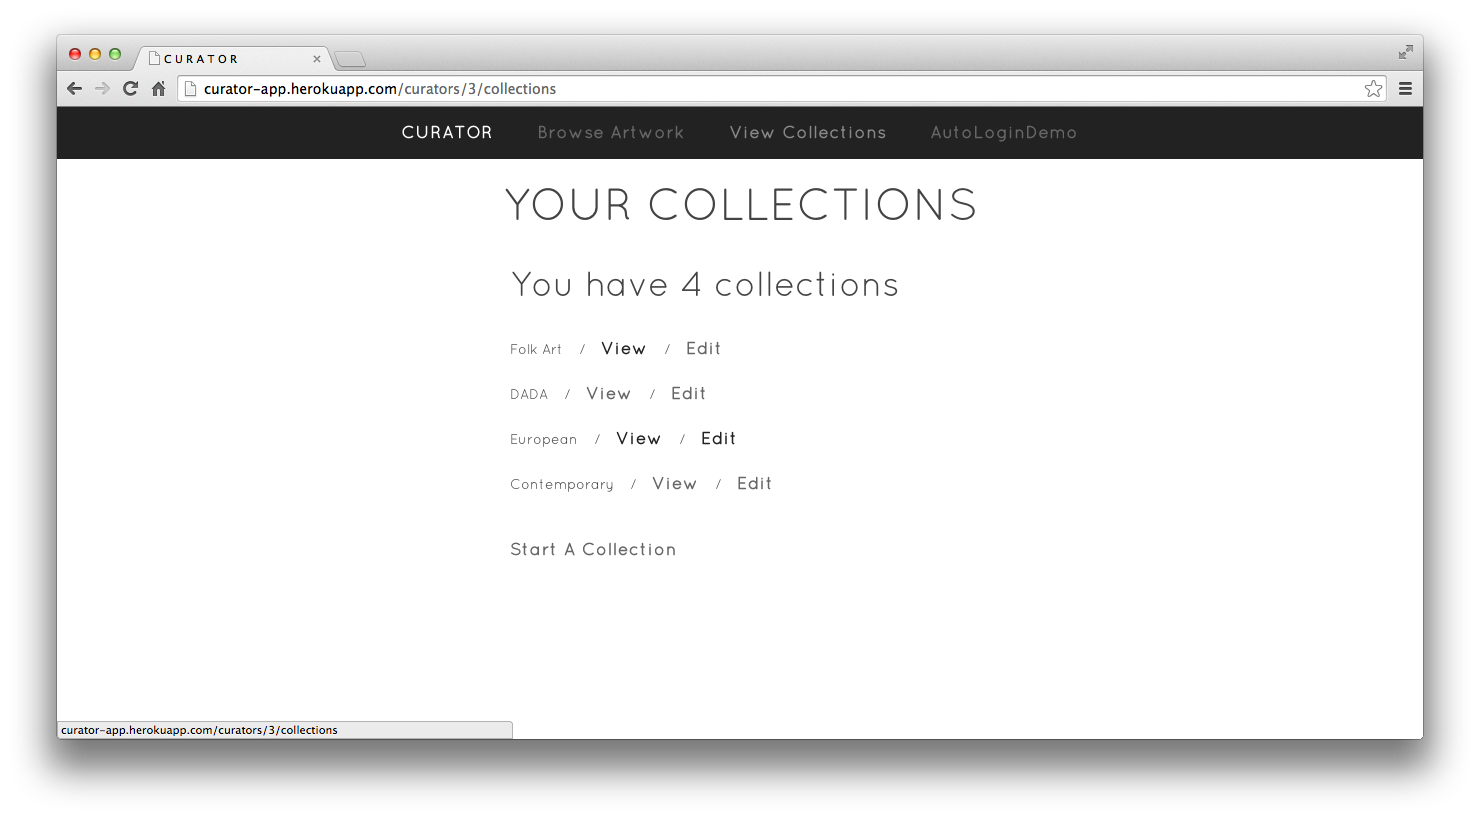 CURATOR
curator-app.herokuapp.com/curators/3/collections
CURATOR Browse Artwork View Collections AutoLoginDemo
YOUR COLLECTIONS
You have 4 collections
Folk Art / View / Edit
DADA / View / Edit
European / View / Edit
Contemporary / View / Edit
Start A Collection
curator-app.herokuapp.com/curators/3/collections